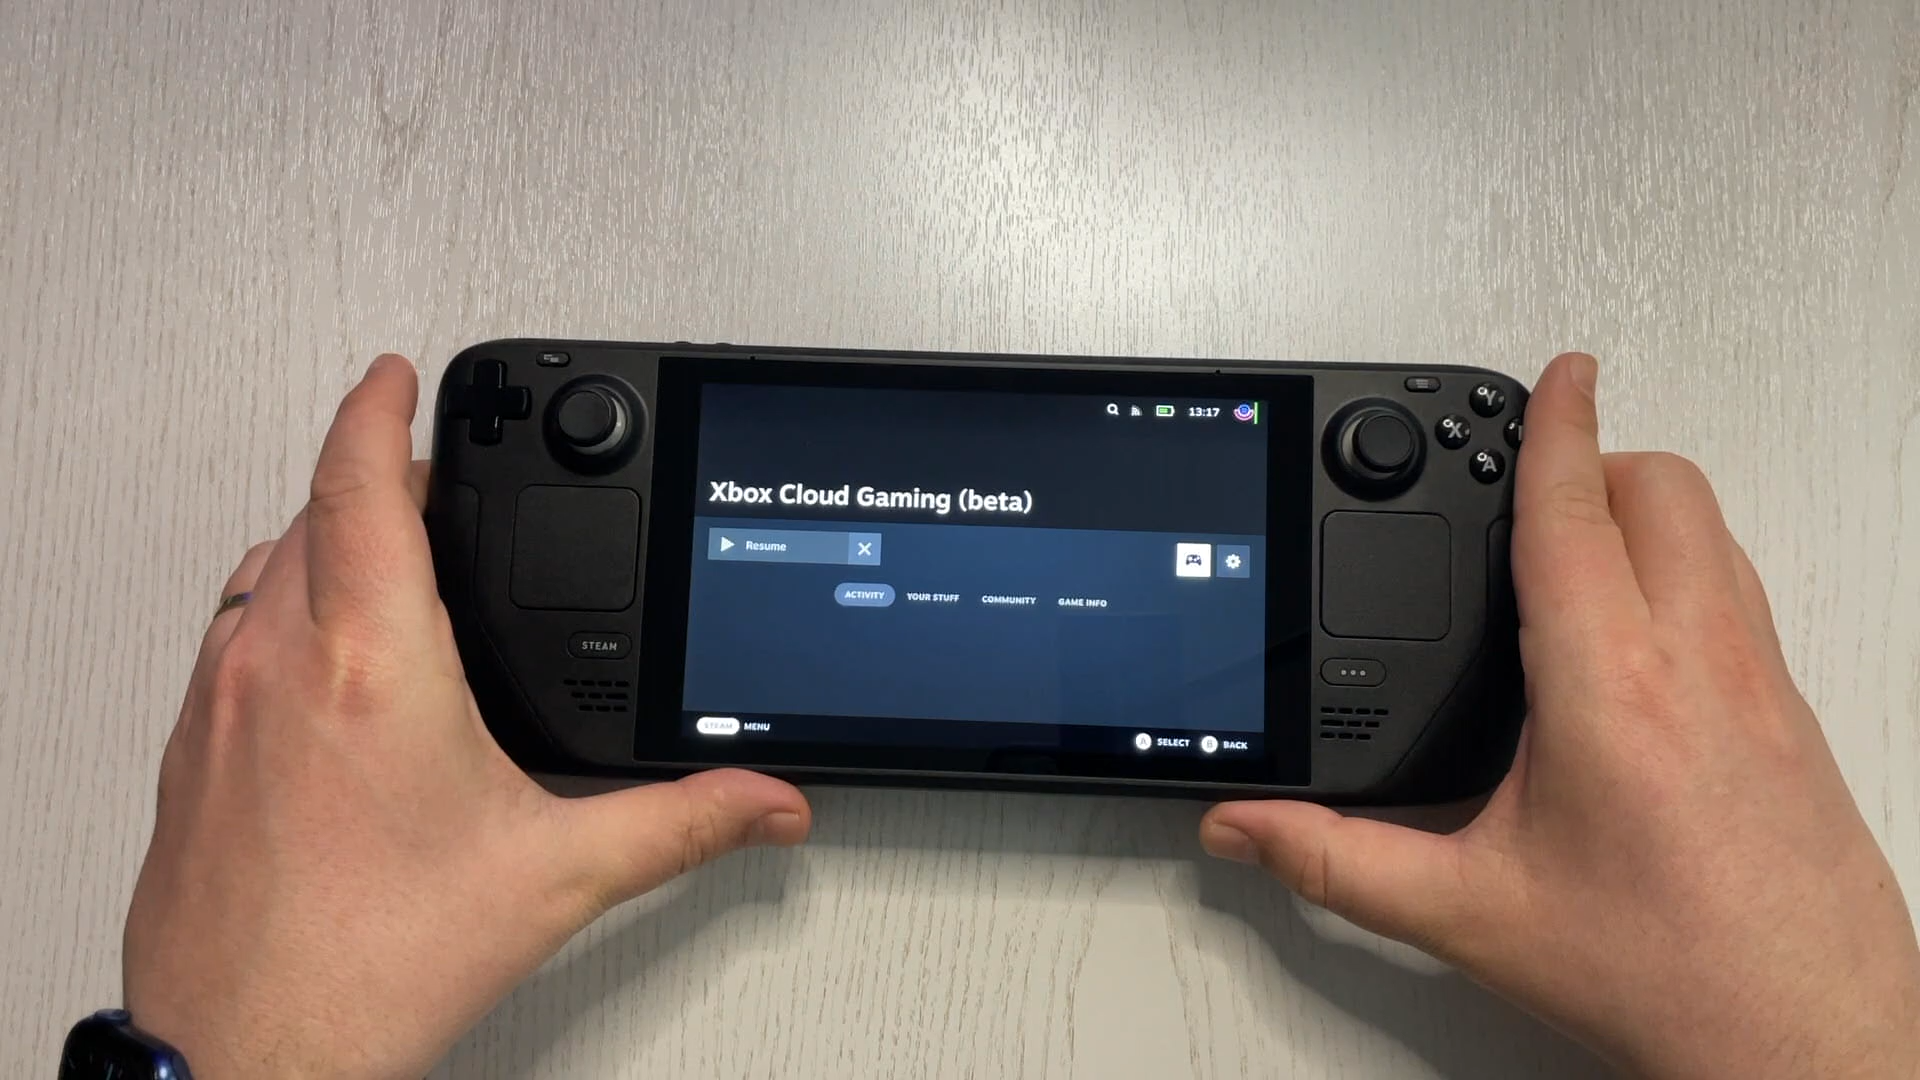 13:17
Y
X
A
Xbox Cloud Gaming (beta)
Resume
ACTIVITY YOUR STUFF COMMUNITY GAME INFO
STEAM
STEAM MENU
A SELECT B BACK